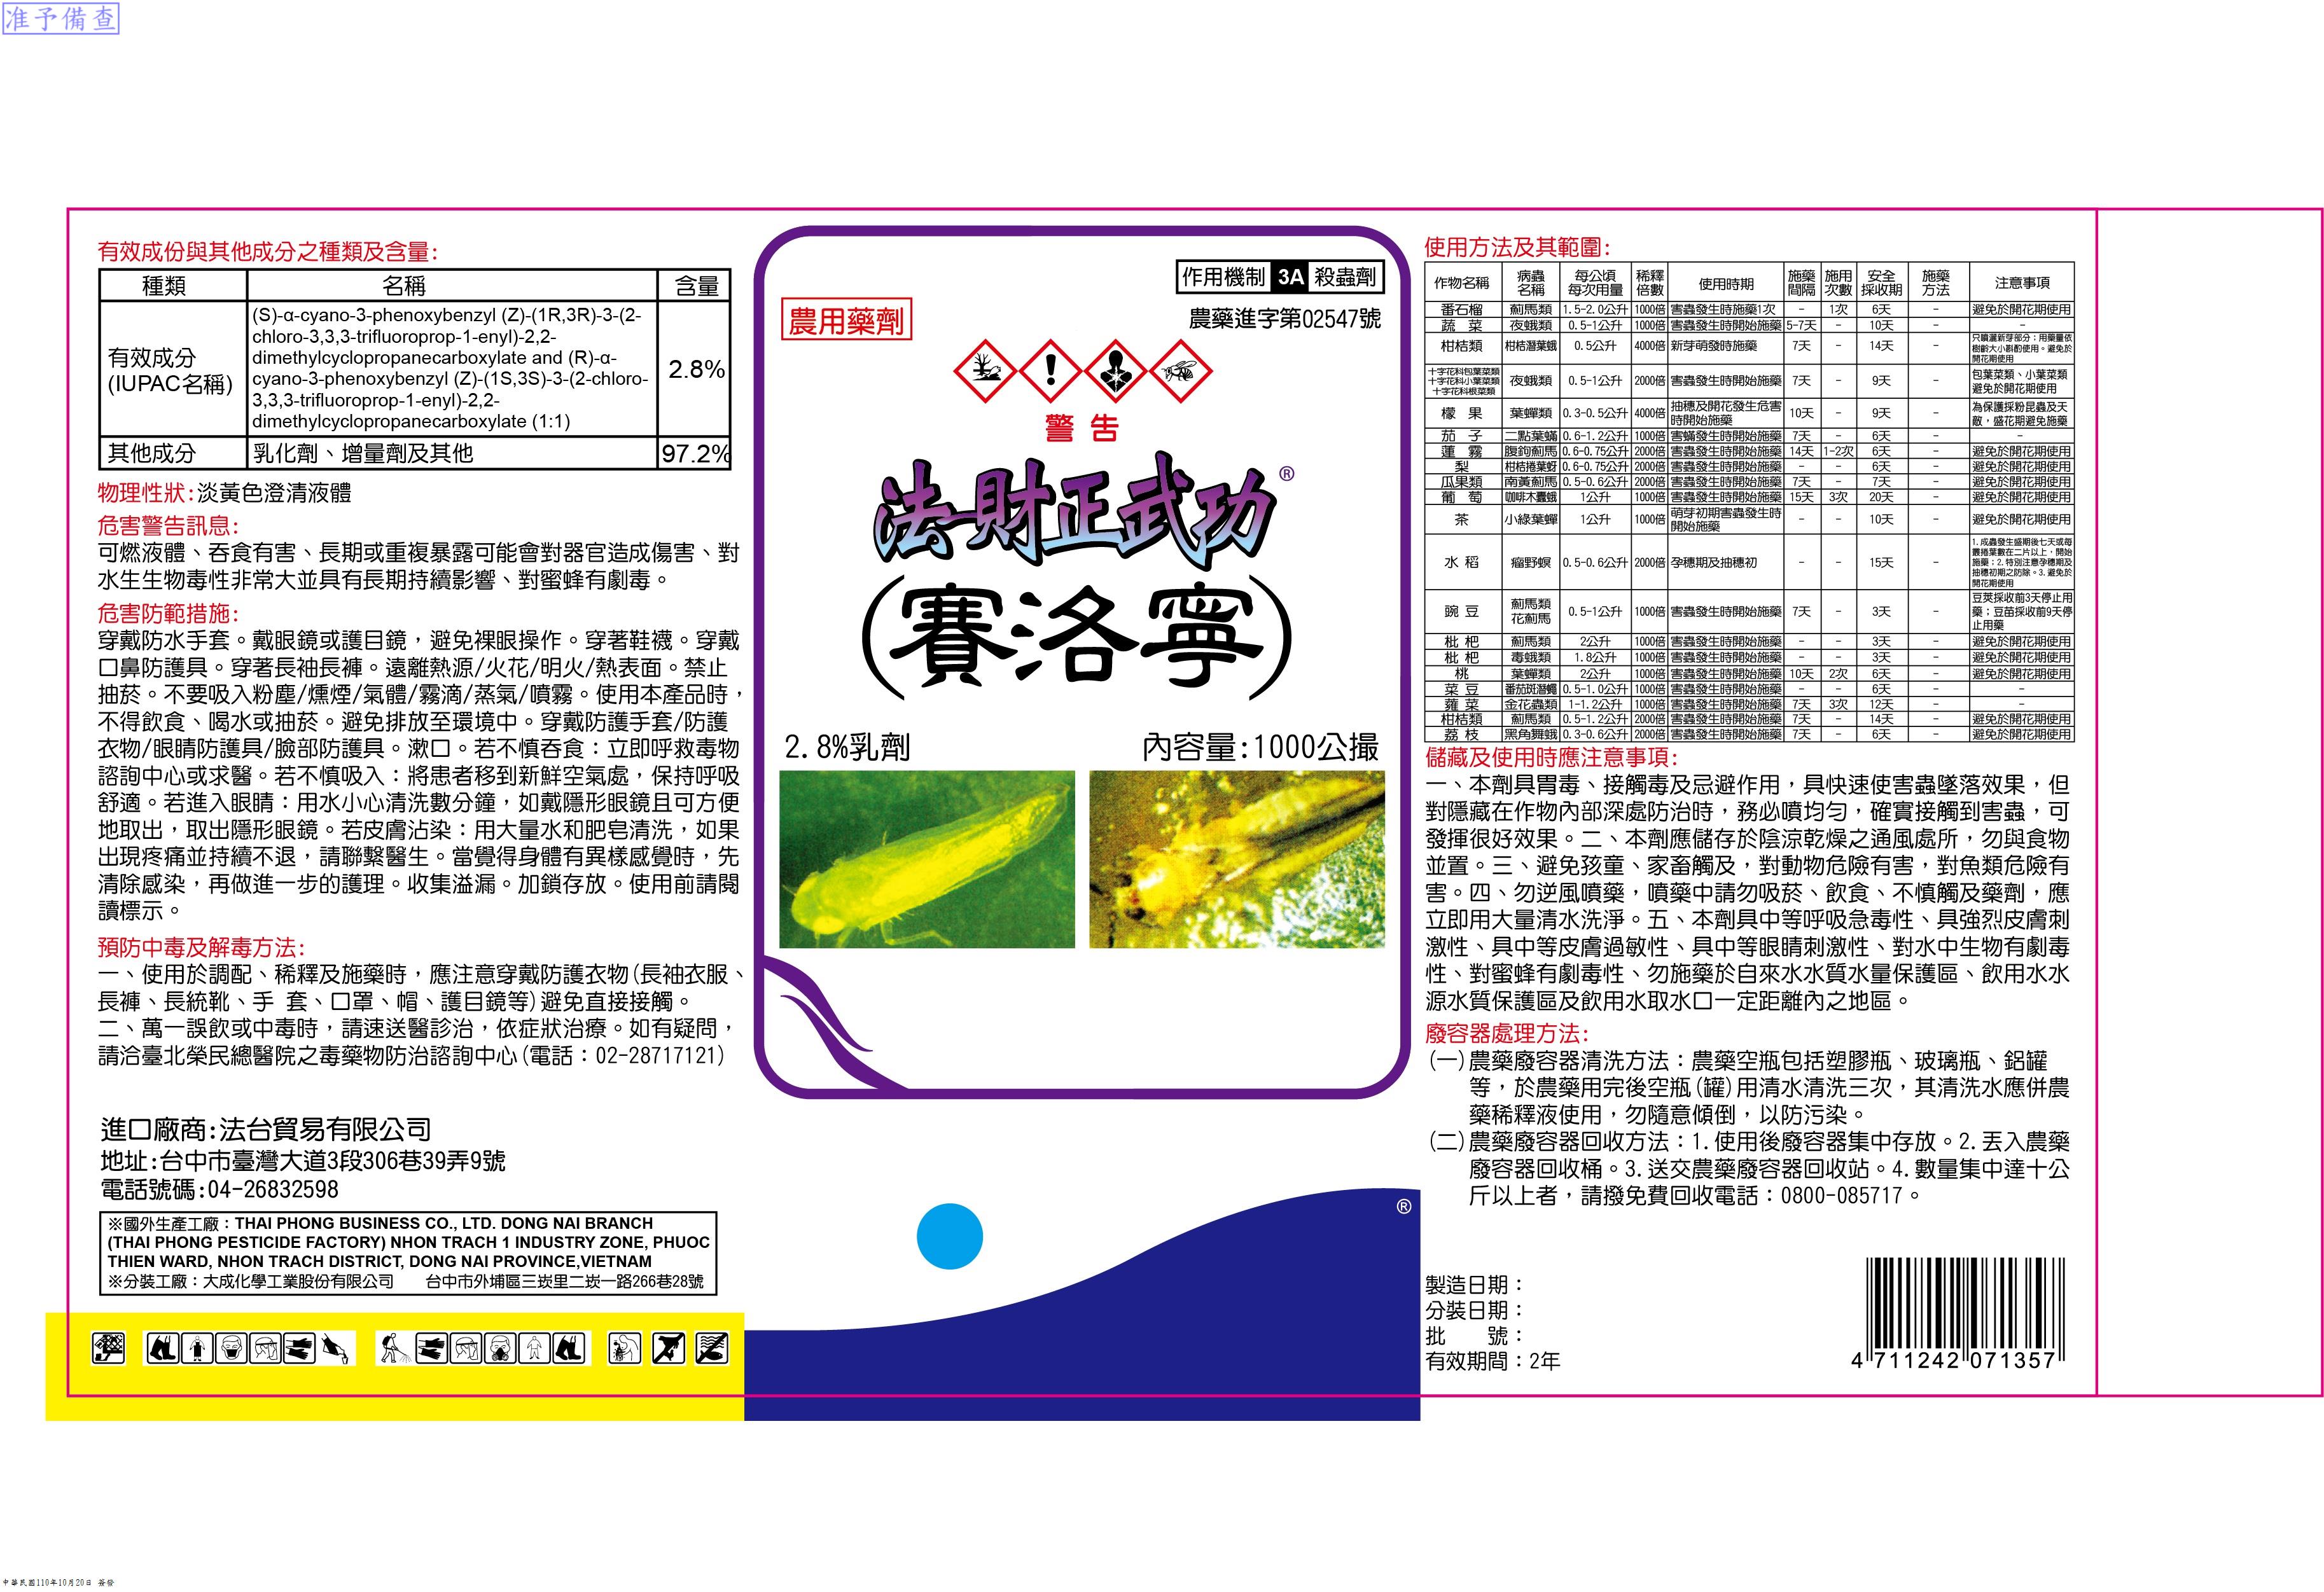 准予備查
有效成份與其他成分之種類及含量:
種類 名稱 含量
有效成分
(IUPAC名稱)
(S)-α-cyano-3-phenoxybenzyl (Z)-(1R,3R)-3-(2-
chloro-3,3,3-trifluoroprop-1-enyl)-2,2-
dimethylcyclopropanecarboxylate and (R)-α-
cyano-3-phenoxybenzyl (Z)-(1S,3S)-3-(2-chloro-
3,3,3-trifluoroprop-1-enyl)-2,2-
dimethylcyclopropanecarboxylate (1:1)
2.8%
其他成分 乳化劑、增量劑及其他 97.2%
物理性狀:淡黃色澄清液體
危害警告訊息:
可燃液體、吞食有害、長期或重複暴露可能會對器官造成傷害、對
水生生物毒性非常大並具有長期持續影響、對蜜蜂有劇毒。
危害防範措施:
穿戴防水手套。戴眼鏡或護目鏡，避免裸眼操作。穿著鞋襪。穿戴
口鼻防護具。穿著長袖長褲。遠離熱源/火花/明火/熱表面。禁止
抽菸。不要吸入粉塵/燻煙/氣體/霧滴/蒸氣/噴霧。使用本產品時，
不得飲食、喝水或抽菸。避免排放至環境中。穿戴防護手套/防護
衣物/眼睛防護具/臉部防護具。漱口。若不慎吞食：立即呼救毒物
諮詢中心或求醫。若不慎吸入：將患者移到新鮮空氣處，保持呼吸
舒適。若進入眼睛：用水小心清洗數分鐘，如戴隱形眼鏡且可方便
地取出，取出隱形眼鏡。若皮膚沾染：用大量水和肥皂清洗，如果
出現疼痛並持續不退，請聯繫醫生。當覺得身體有異樣感覺時，先
清除感染，再做進一步的護理。收集溢漏。加鎖存放。使用前請閱
讀標示。
預防中毒及解毒方法:
一、使用於調配、稀釋及施藥時，應注意穿戴防護衣物(長袖衣服、
長褲、長統靴、手 套、口罩、帽、護目鏡等)避免直接接觸。
二、萬一誤飲或中毒時，請速送醫診治，依症狀治療。如有疑問，
請洽臺北榮民總醫院之毒藥物防治諮詢中心(電話：02-28717121)
進口廠商:法台貿易有限公司
地址:台中市臺灣大道3段306巷39弄9號
電話號碼:04-26832598
※國外生產工廠：THAI PHONG BUSINESS CO., LTD. DONG NAI BRANCH
(THAI PHONG PESTICIDE FACTORY) NHON TRACH 1 INDUSTRY ZONE, PHUOC
THIEN WARD, NHON TRACH DISTRICT, DONG NAI PROVINCE,VIETNAM
※分裝工廠：大成化學工業股份有限公司 台中市外埔區三崁里二崁一路266巷28號
作用機制 3A 殺蟲劑
農用藥劑
農藥進字第02547號
警告
法財正武功®
(賽洛寧)
2.8%乳劑 內容量:1000公撮
®
使用方法及其範圍:
作物名稱 病蟲名稱 每公頃每次用量 稀釋倍數 使用時期 施藥間隔 施用次數 安全採收期 施藥方法 注意事項
番石榴 薊馬類 1.5-2.0公升 1000倍 害蟲發生時施藥1次 - 1次 6天 - 避免於開花期使用
蔬菜 夜蛾類 0.5-1公升 1000倍 害蟲發生時開始施藥 5-7天 - 10天 - -
柑桔類 柑桔潛葉蛾 0.5公升 4000倍 新芽萌發時施藥 7天 - 14天 - 只噴灑新芽部分；用藥量依樹齡大小斟酌使用。避免於開花期使用
十字花科包葉菜類 十字花科小葉菜類 十字花科根菜類 夜蛾類 0.5-1公升 2000倍 害蟲發生時開始施藥 7天 - 9天 - 包葉菜類、小葉菜類避免於開花期使用
檬果 葉蟬類 0.3-0.5公升 4000倍 抽穗及開花發生危害時開始施藥 10天 - 9天 - 為保護採粉昆蟲及天敵，盛花期避免施藥
茄子 二點葉蟎 0.6-1.2公升 1000倍 害蟎發生時開始施藥 7天 - 6天 - -
蓮霧 腹鉤薊馬 0.6-0.75公升 2000倍 害蟲發生時開始施藥 14天 1-2次 6天 - 避免於開花期使用
梨 柑桔捲葉蚜 0.6-0.75公升 2000倍 害蟲發生時開始施藥 - - 6天 - 避免於開花期使用
瓜果類 南黃薊馬 0.5-0.6公升 2000倍 害蟲發生時開始施藥 7天 - 7天 - 避免於開花期使用
葡萄 咖啡木蠹蛾 1公升 1000倍 害蟲發生時開始施藥 15天 3次 20天 - 避免於開花期使用
茶 小綠葉蟬 1公升 1000倍 萌芽初期害蟲發生時開始施藥 - - 10天 - 避免於開花期使用
水稻 瘤野螟 0.5-0.6公升 2000倍 孕穗期及抽穗初 - - 15天 - 1.成蟲發生盛期後七天或每叢捲葉數在二片以上，開始施藥；2.特別注意孕穗期及抽穗初期之防除。3.避免於開花期使用
豌豆 薊馬類 花薊馬 0.5-1公升 1000倍 害蟲發生時開始施藥 7天 - 3天 - 豆莢採收前3天停止用藥；豆苗採收前9天停止用藥
枇杷 薊馬類 2公升 1000倍 害蟲發生時開始施藥 - - 3天 - 避免於開花期使用
枇杷 毒蛾類 1.8公升 1000倍 害蟲發生時開始施藥 - - 3天 - 避免於開花期使用
桃 葉蟬類 2公升 1000倍 害蟲發生時開始施藥 10天 2次 6天 - 避免於開花期使用
菜豆 番茄斑潛蠅 0.5-1.0公升 1000倍 害蟲發生時開始施藥 - - 6天 - -
蕹菜 金花蟲類 1-1.2公升 1000倍 害蟲發生時開始施藥 7天 3次 12天 - -
柑桔類 薊馬類 0.5-1.2公升 2000倍 害蟲發生時開始施藥 7天 - 14天 - 避免於開花期使用
荔枝 黑角舞蛾 0.3-0.6公升 2000倍 害蟲發生時開始施藥 7天 - 6天 - 避免於開花期使用
儲藏及使用時應注意事項:
一、本劑具胃毒、接觸毒及忌避作用，具快速使害蟲墜落效果，但
對隱藏在作物內部深處防治時，務必噴均勻，確實接觸到害蟲，可
發揮很好效果。二、本劑應儲存於陰涼乾燥之通風處所，勿與食物
並置。三、避免孩童、家畜觸及，對動物危險有害，對魚類危險有
害。四、勿逆風噴藥，噴藥中請勿吸菸、飲食、不慎觸及藥劑，應
立即用大量清水洗淨。五、本劑具中等呼吸急毒性、具強烈皮膚刺
激性、具中等皮膚過敏性、具中等眼睛刺激性、對水中生物有劇毒
性、對蜜蜂有劇毒性、勿施藥於自來水水質水量保護區、飲用水水
源水質保護區及飲用水取水口一定距離內之地區。
廢容器處理方法:
(一)農藥廢容器清洗方法：農藥空瓶包括塑膠瓶、玻璃瓶、鋁罐
等，於農藥用完後空瓶(罐)用清水清洗三次，其清洗水應併農
藥稀釋液使用，勿隨意傾倒，以防污染。
(二)農藥廢容器回收方法：1.使用後廢容器集中存放。2.丟入農藥
廢容器回收桶。3.送交農藥廢容器回收站。4.數量集中達十公
斤以上者，請撥免費回收電話：0800-085717。
製造日期：
分裝日期：
批 號：
有效期間：2年
4 711242 071357
中華民國110年10月20日 簽發